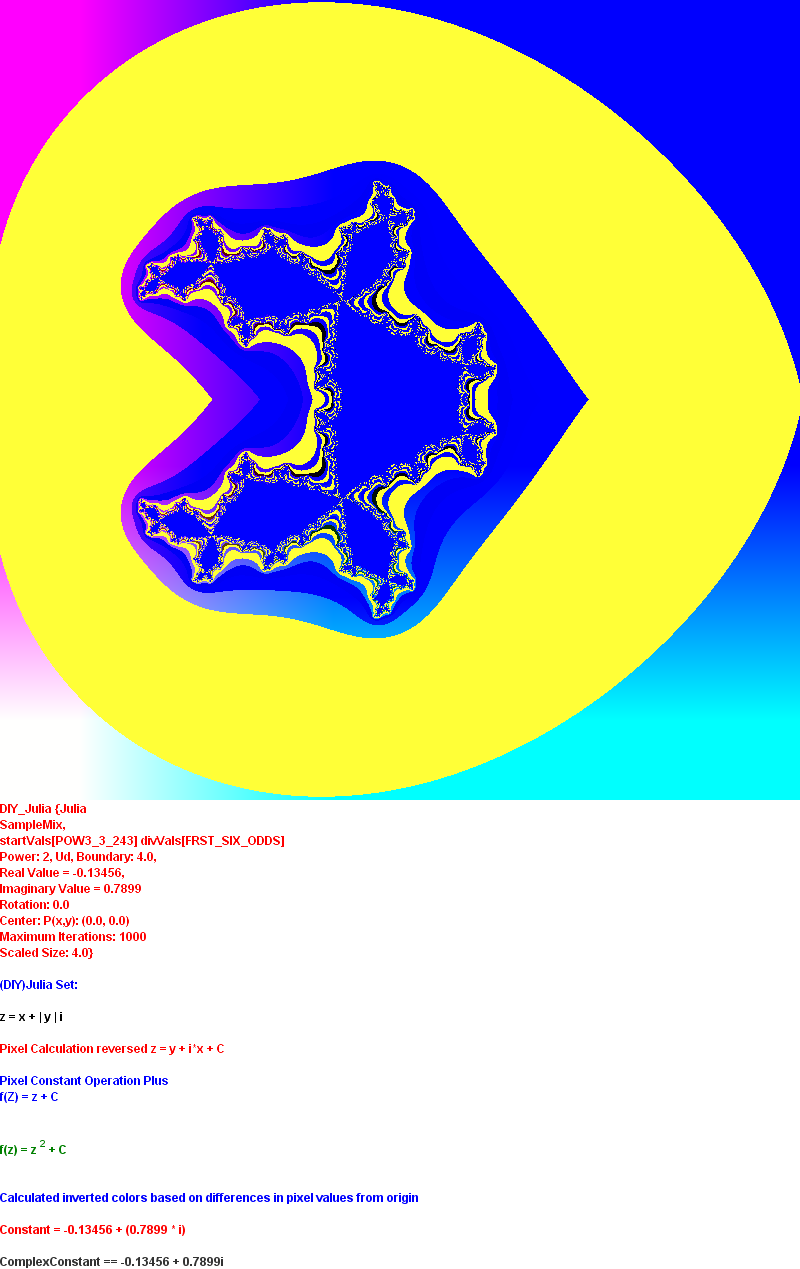 DIY_Julia {Julia
SampleMix,
startVals[POW3_3_243] divVals[FRST_SIX_ODDS]
Power: 2, Ud, Boundary: 4.0,
Real Value = -0.13456,
Imaginary Value = 0.7899
Rotation: 0.0
Center: P(x,y): (0.0, 0.0)
Maximum Iterations: 1000
Scaled Size: 4.0}
(DIY)Julia Set:
z = x + | y | i
Pixel Calculation reversed z = y + i*x + C
Pixel Constant Operation Plus
f(Z) = z + C
f(z) = z ² + C
Calculated inverted colors based on differences in pixel values from origin
Constant = -0.13456 + (0.7899 * i)
ComplexConstant == -0.13456 + 0.7899i